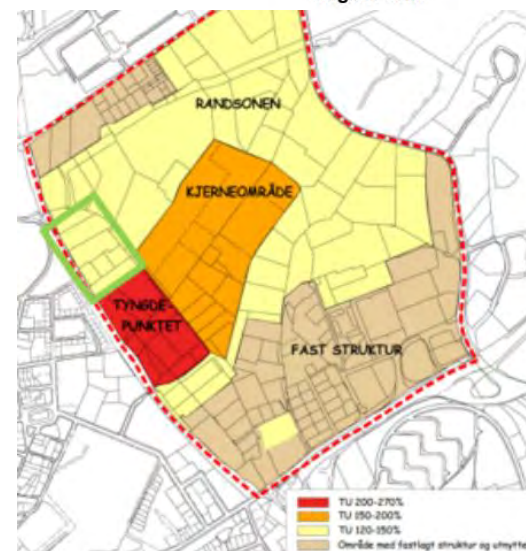 RANDSONEN
KJERNEOMRÅDE
TYNGDE-
PUNKTET
FAST STRUKTUR
TU 200-270%
TU 150-200%
TU 120-150%
Område med fastlagt struktur og utnytte